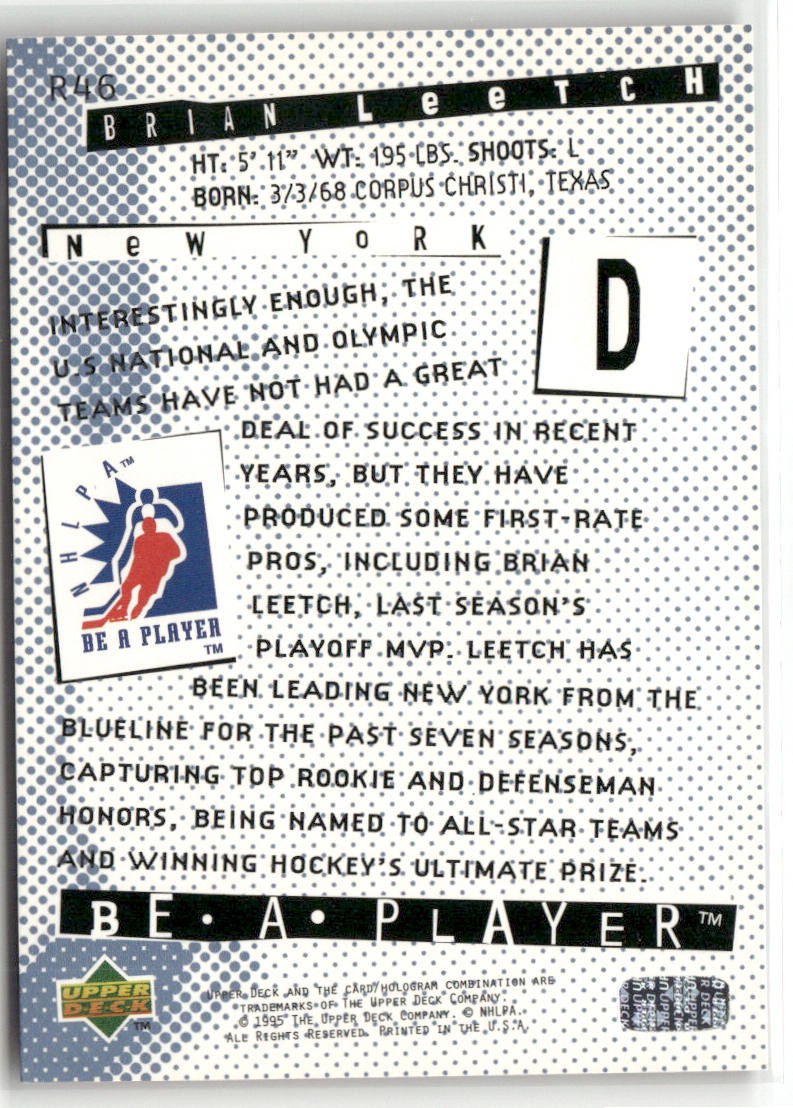 R46
BRIAN LeeTCH
HT: 5' 11" WT: 195 LBS. SHOOTS: L
BORN: 3/3/68 CORPUS CHRISTI, TEXAS
NeW YoRK
D
INTERESTINGLY ENOUGH, THE
U.S NATIONAL AND OLYMPIC
TEAMS HAVE NOT HAD A GREAT
DEAL OF SUCCESS IN RECENT
YEARS, BUT THEY HAVE
PRODUCED SOME FIRST-RATE
PROS, INCLUDING BRIAN
LEETCH, LAST SEASON'S
PLAYOFF MVP. LEETCH HAS
BEEN LEADING NEW YORK FROM THE
BLUELINE FOR THE PAST SEVEN SEASONS,
CAPTURING TOP ROOKIE AND DEFENSEMAN
HONORS, BEING NAMED TO ALL-STAR TEAMS
AND WINNING HOCKEY'S ULTIMATE PRIZE.
NHLPA™
BE A PLAYER
™
BE•A•PLAYER™
UPPER
DECK
™
UPPER DECK AND THE CARD/HOLOGRAM COMBINATION ARE
TRADEMARKS OF THE UPPER DECK COMPANY.
© 1995 THE UPPER DECK COMPANY. © NHLPA.
ALL RIGHTS RESERVED. PRINTED IN THE U.S.A.